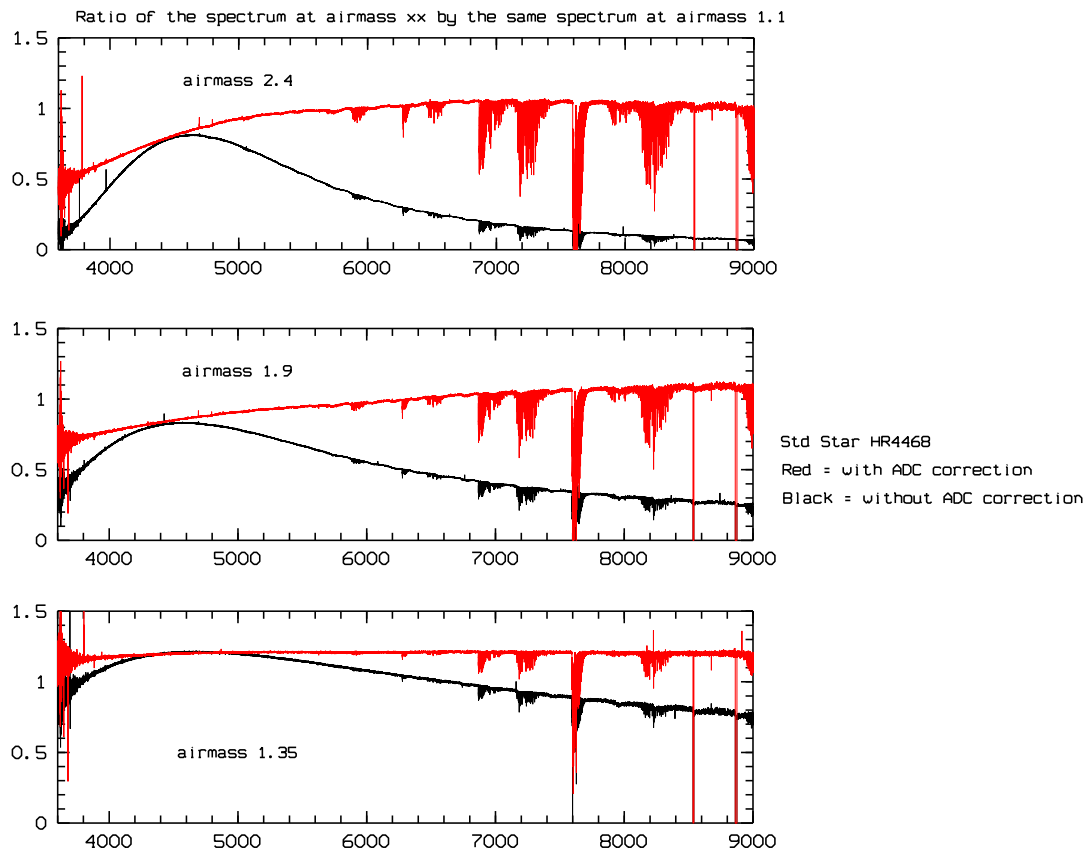 Ratio of the spectrum at airmass xx by the same spectrum at airmass 1.1
1.5
airmass 2.4
1
0.5
0
4000 5000 6000 7000 8000 9000
1.5
airmass 1.9
1
Std Star HR4468
0.5
Red = with ADC correction
Black = without ADC correction
0
4000 5000 6000 7000 8000 9000
1.5
1
airmass 1.35
0.5
0
4000 5000 6000 7000 8000 9000